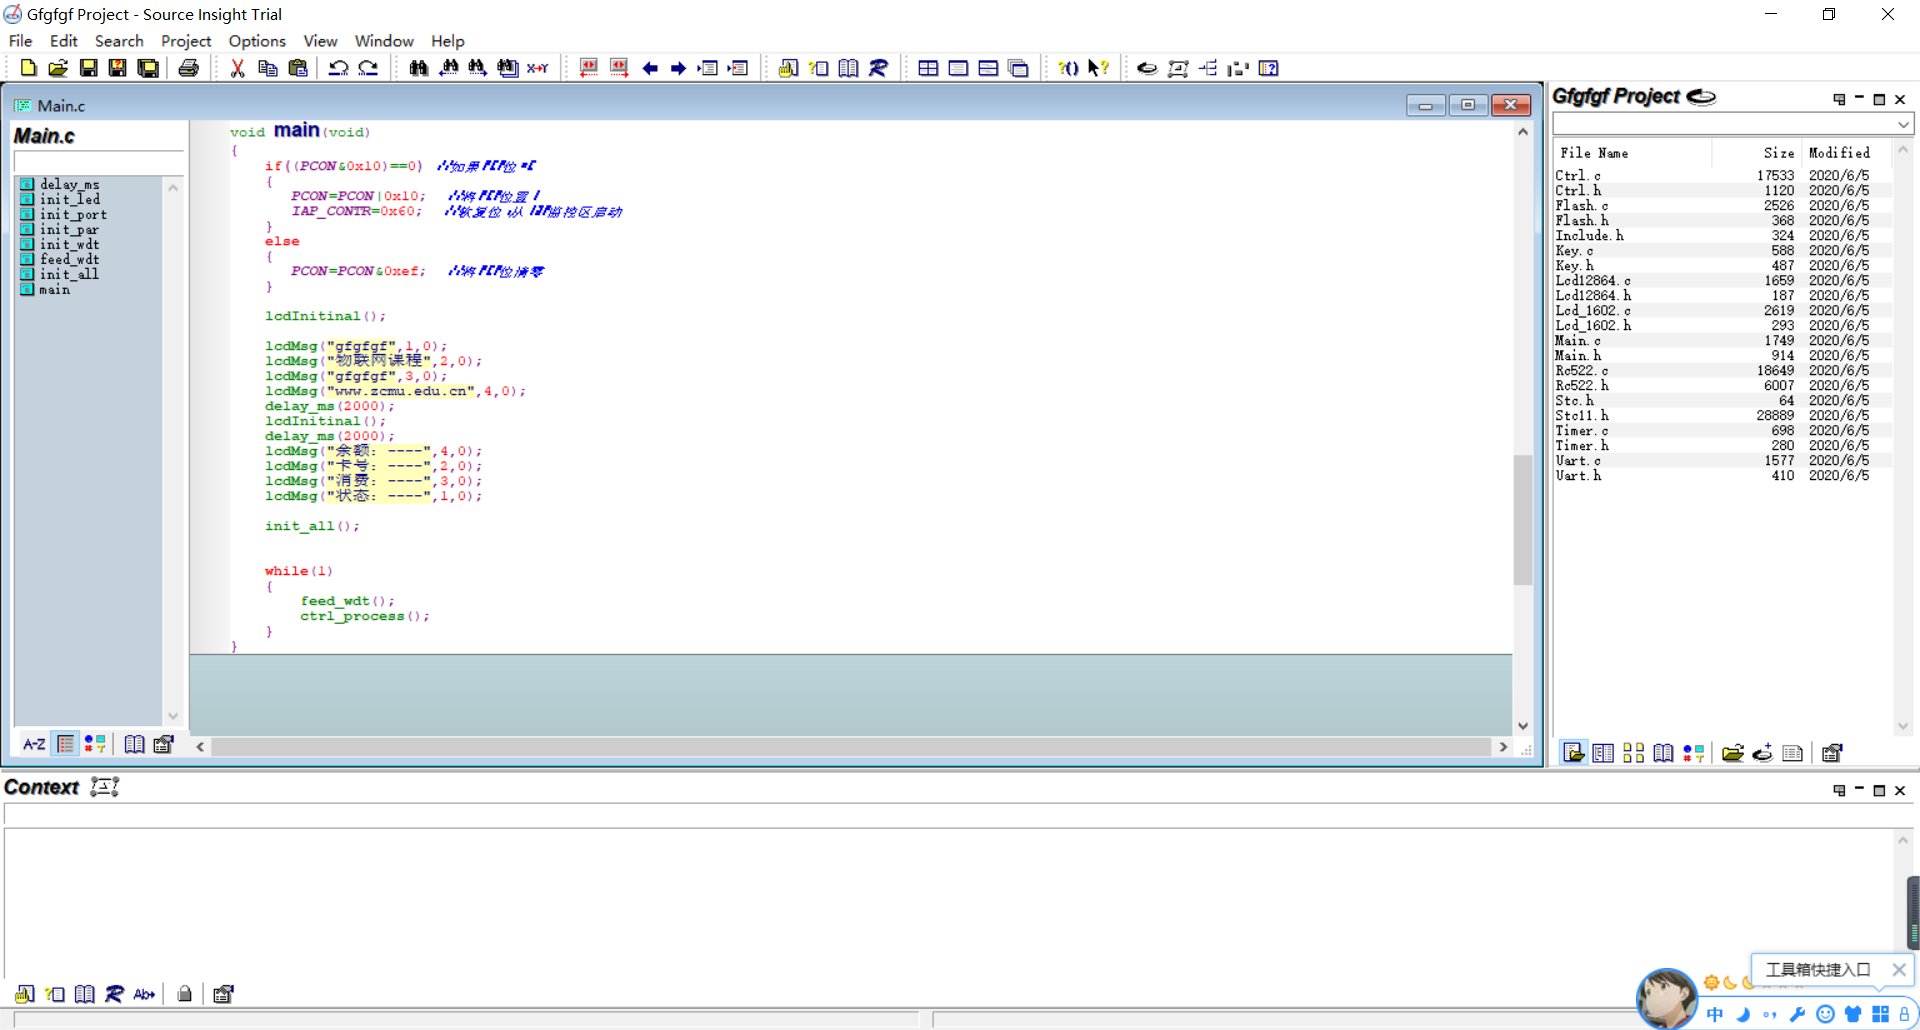 Gfgfgf Project - Source Insight Trial
File Edit Search Project Options View Window Help
Main.c
Main.c
delay_ms
init_led
init_port
init_par
init_wdt
feed_wdt
init_all
main
A-Z
void main(void)
{
if((PCON&0x10)==0) //如果POF位=0
{
PCON=PCON|0x10; //将POF位置1
IAP_CONTR=0x60; //软复位,从ISP监控区启动
}
else
{
PCON=PCON&0xef; //将POF位清零
}
lcdInitinal();
lcdMsg("gfgfgf",1,0);
lcdMsg("物联网课程",2,0);
lcdMsg("gfgfgf",3,0);
lcdMsg("www.zcmu.edu.cn",4,0);
delay_ms(2000);
lcdInitinal();
delay_ms(2000);
lcdMsg("余额: ----",4,0);
lcdMsg("卡号: ----",2,0);
lcdMsg("消费: ----",3,0);
lcdMsg("状态: ----",1,0);
init_all();
while(1)
{
feed_wdt();
ctrl_process();
}
}
Gfgfgf Project
File Name Size Modified
Ctrl.c 17533 2020/6/5
Ctrl.h 1120 2020/6/5
Flash.c 2526 2020/6/5
Flash.h 368 2020/6/5
Include.h 324 2020/6/5
Key.c 588 2020/6/5
Key.h 487 2020/6/5
Lcd12864.c 1659 2020/6/5
Lcd12864.h 187 2020/6/5
Lcd_1602.c 2619 2020/6/5
Lcd_1602.h 293 2020/6/5
Main.c 1749 2020/6/5
Main.h 914 2020/6/5
Rc522.c 18649 2020/6/5
Rc522.h 6007 2020/6/5
Stc.h 64 2020/6/5
Stc11.h 28889 2020/6/5
Timer.c 698 2020/6/5
Timer.h 280 2020/6/5
Uart.c 1577 2020/6/5
Uart.h 410 2020/6/5
Context
工具箱快捷入口
中